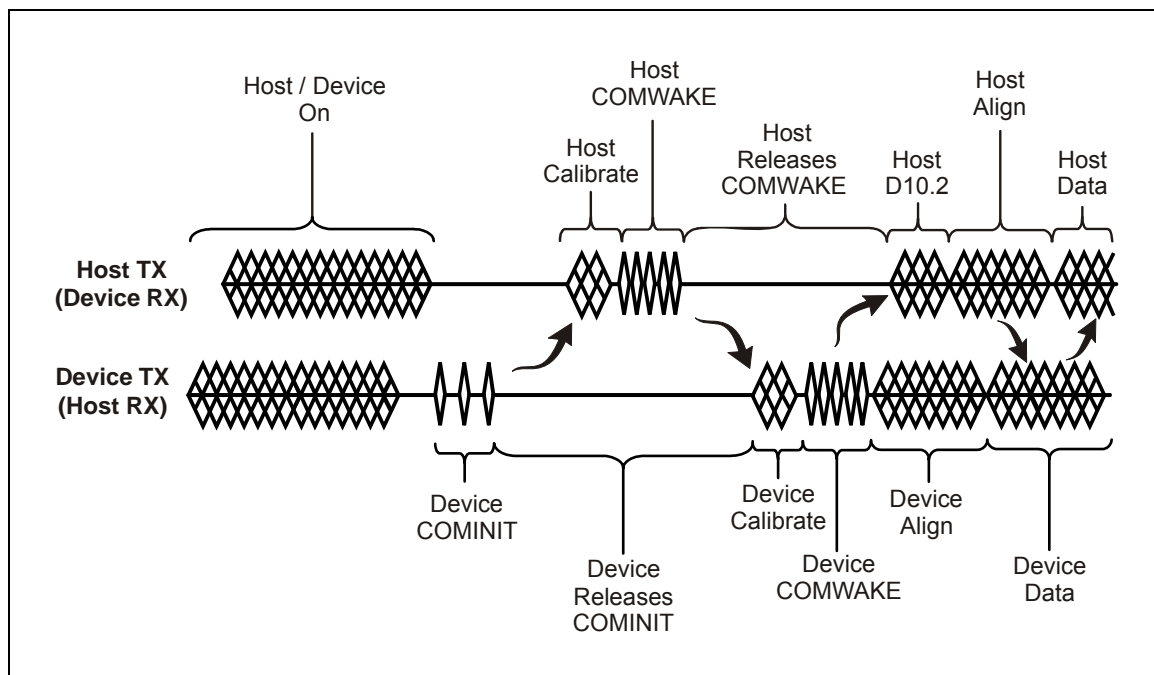 Host / Device
On
Host
COMWAKE
Host
Calibrate
Host
Releases
COMWAKE
Host
D10.2
Host
Align
Host
Data
Host TX
(Device RX)
Device TX
(Host RX)
Device
COMINIT
Device
Releases
COMINIT
Device
Calibrate
Device
COMWAKE
Device
Align
Device
Data